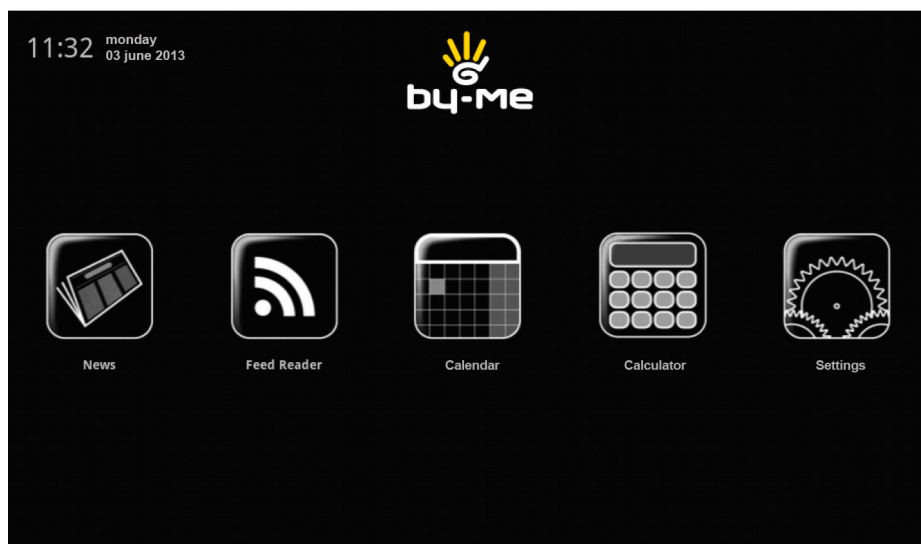 11:32
monday
03 june 2013
by-me
News
Feed Reader
Calendar
Calculator
Settings